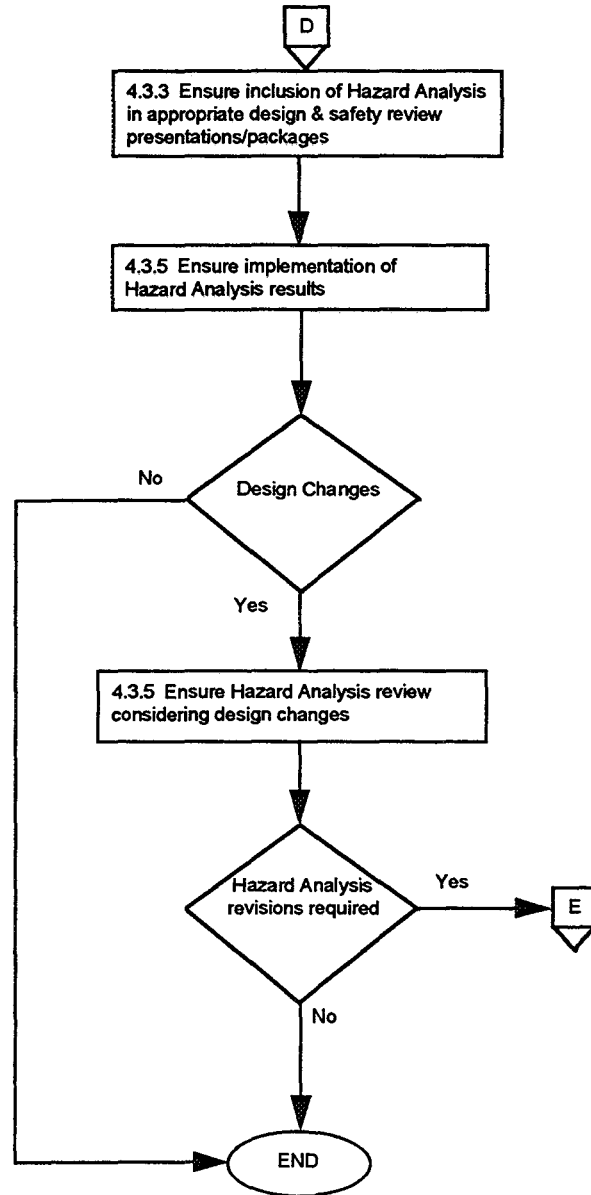 D
4.3.3 Ensure inclusion of Hazard Analysis
in appropriate design & safety review
presentations/packages
4.3.5 Ensure implementation of
Hazard Analysis results
No
Design Changes
Yes
4.3.5 Ensure Hazard Analysis review
considering design changes
Hazard Analysis
revisions required
Yes
E
No
END